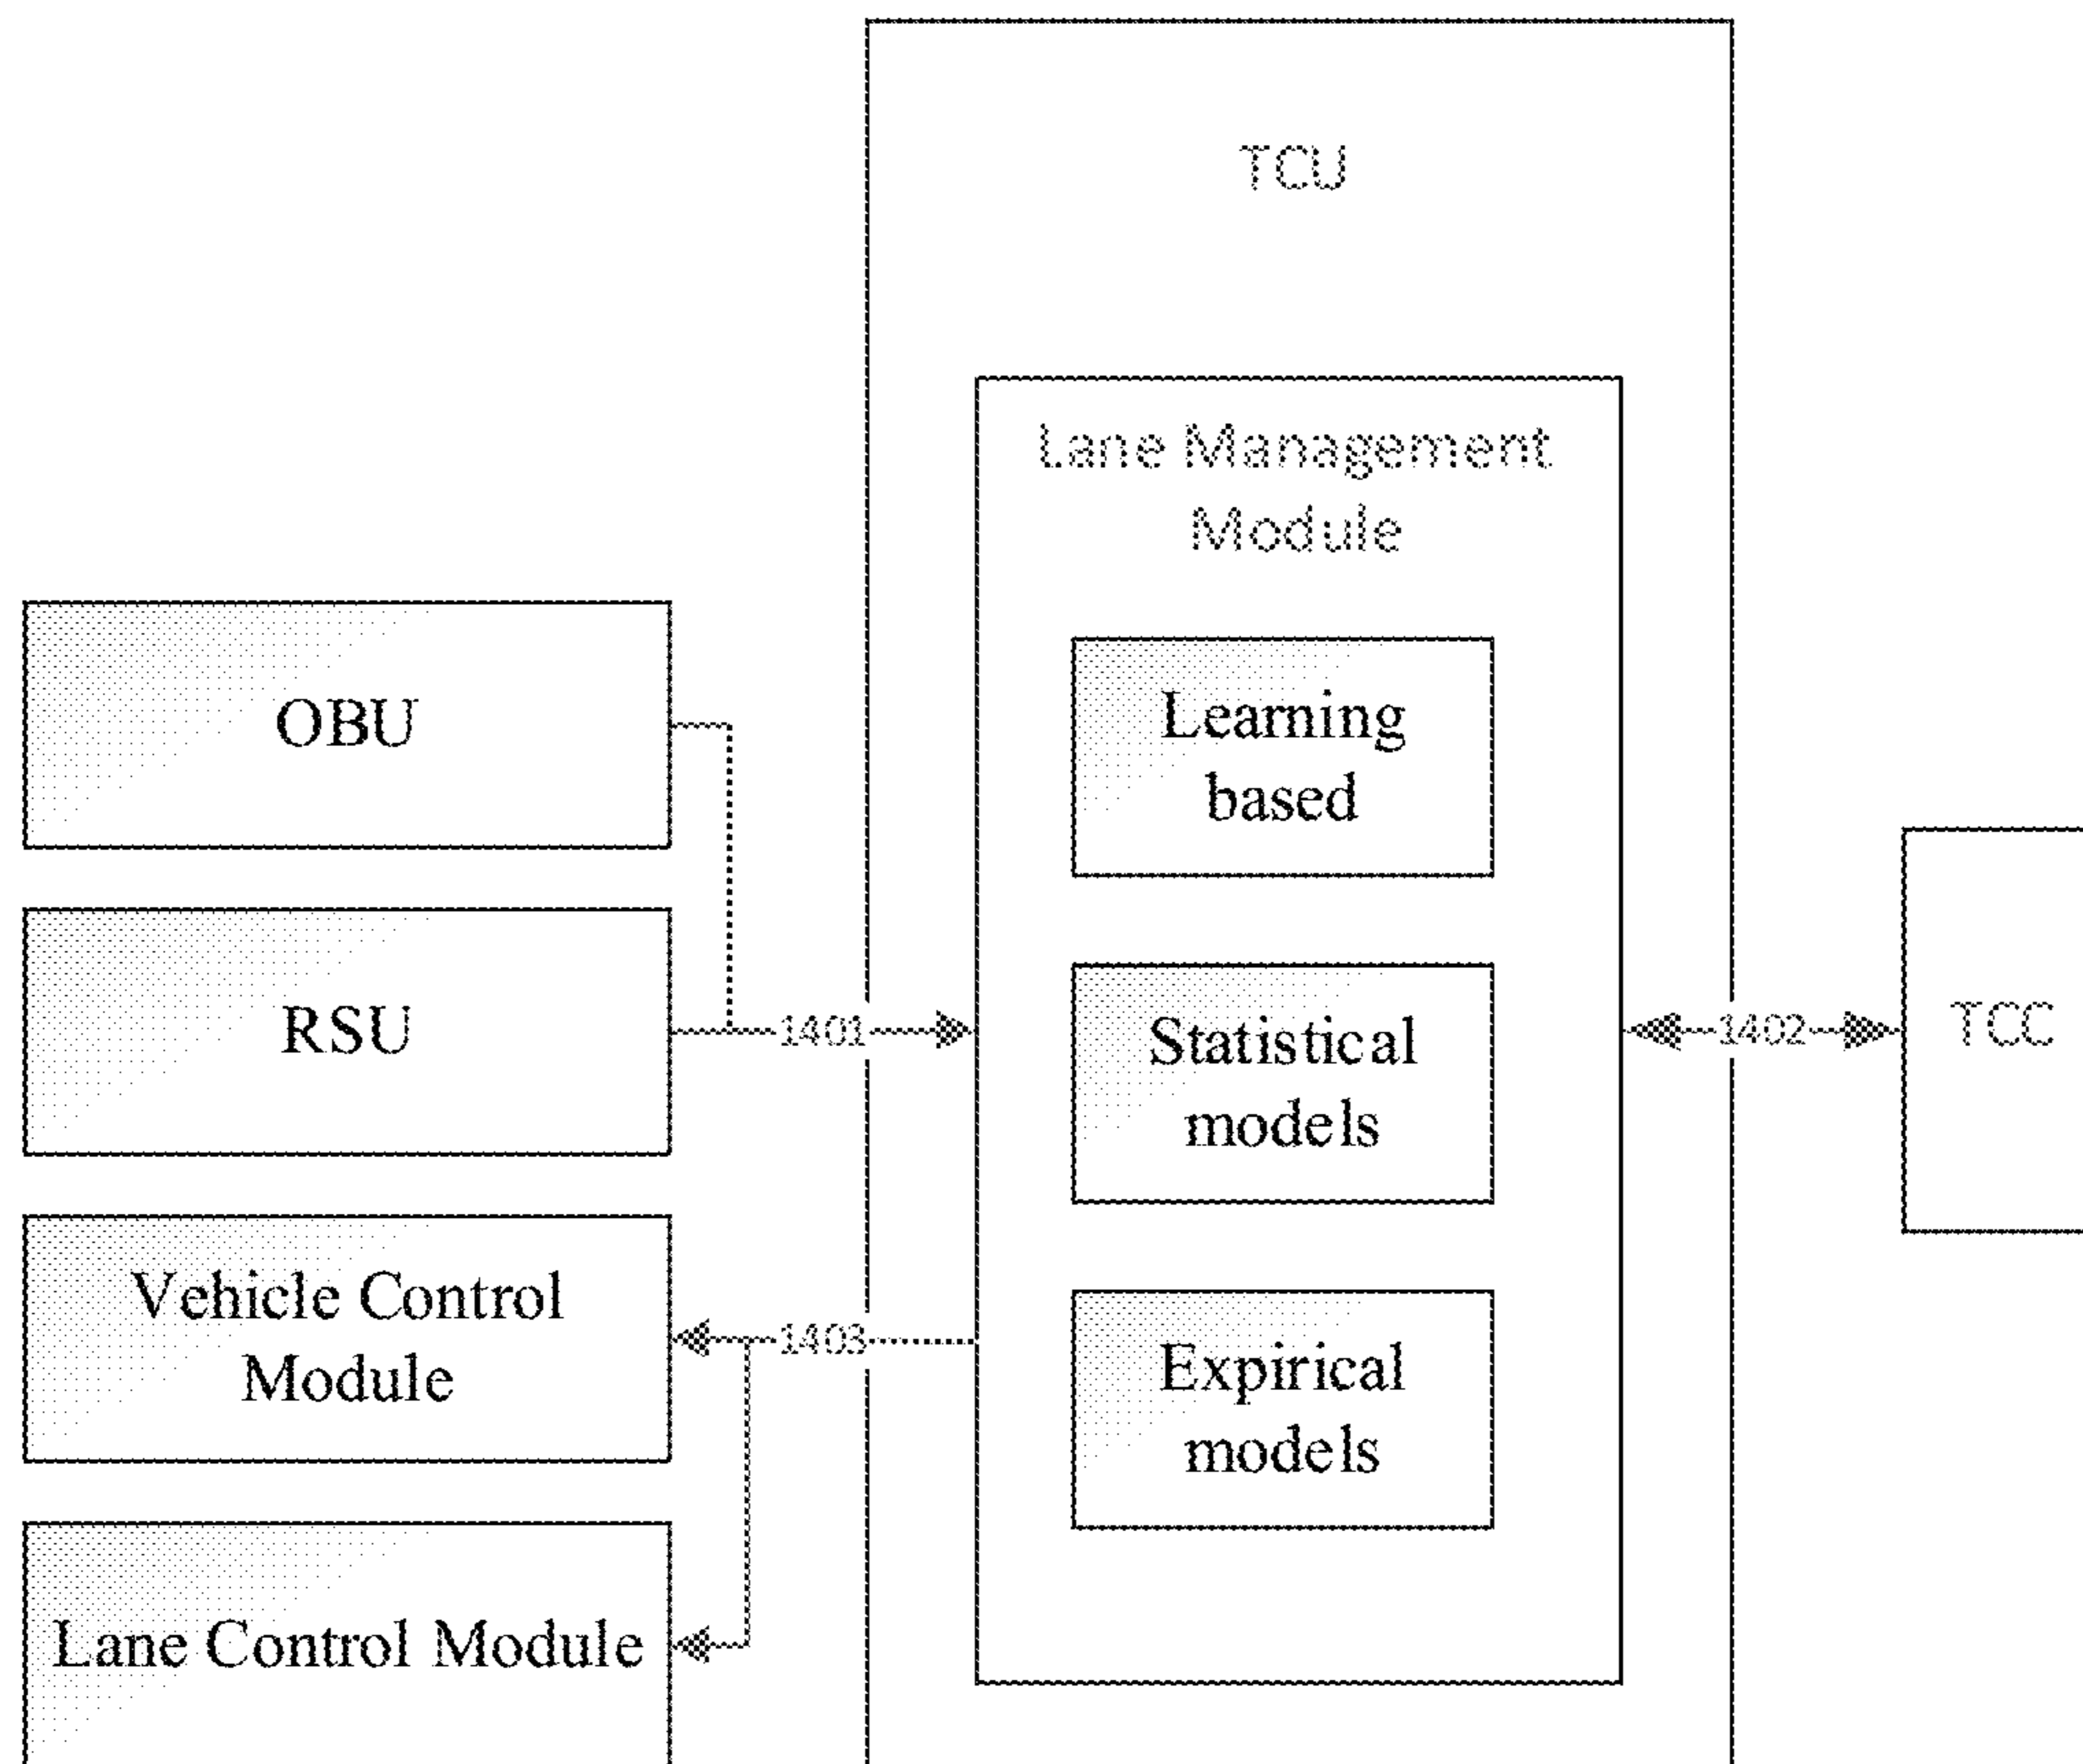 TCU
Lane Management
Module
Learning
based
Statistical
models
Expirical
models
OBU
RSU
Vehicle Control
Module
Lane Control Module
1401
1402
1403
TCC